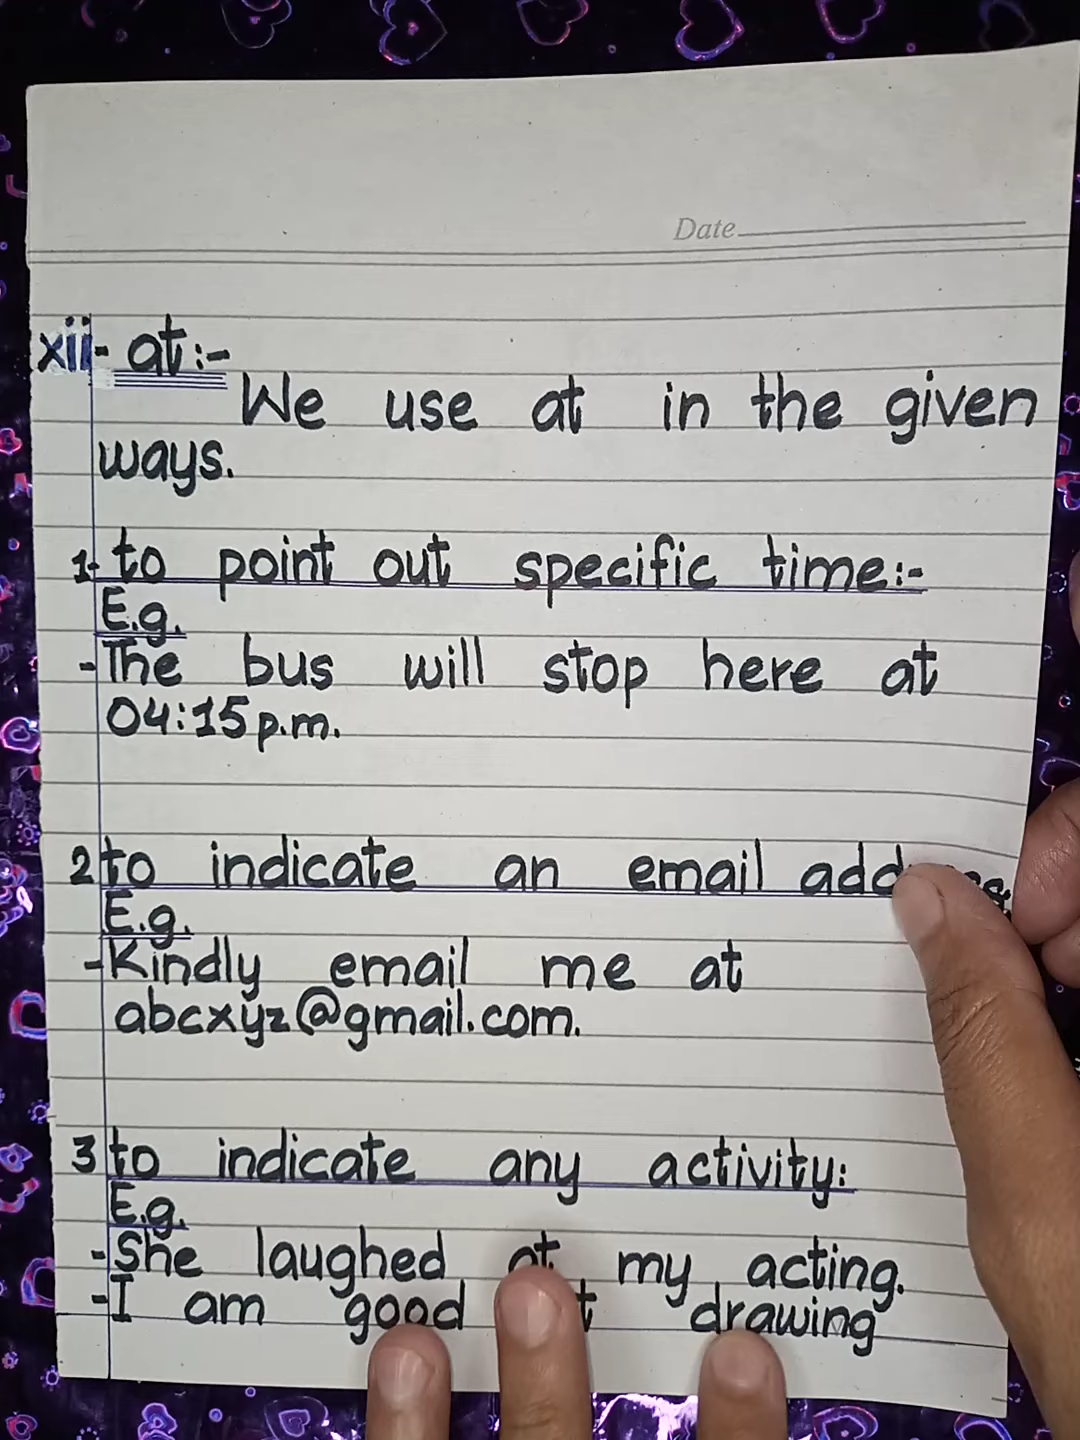 Date
xii- at:-
We use at in the given
ways.
1- to point out specific time:-
E.g.
-The bus will stop here at
04:15p.m.
2 to indicate an email
E.g.
-Kindly email me at
abcxyz@gmail.com.
3 to indicate any activity:
E.g.
-She laughed at my acting.
-I am good drawing